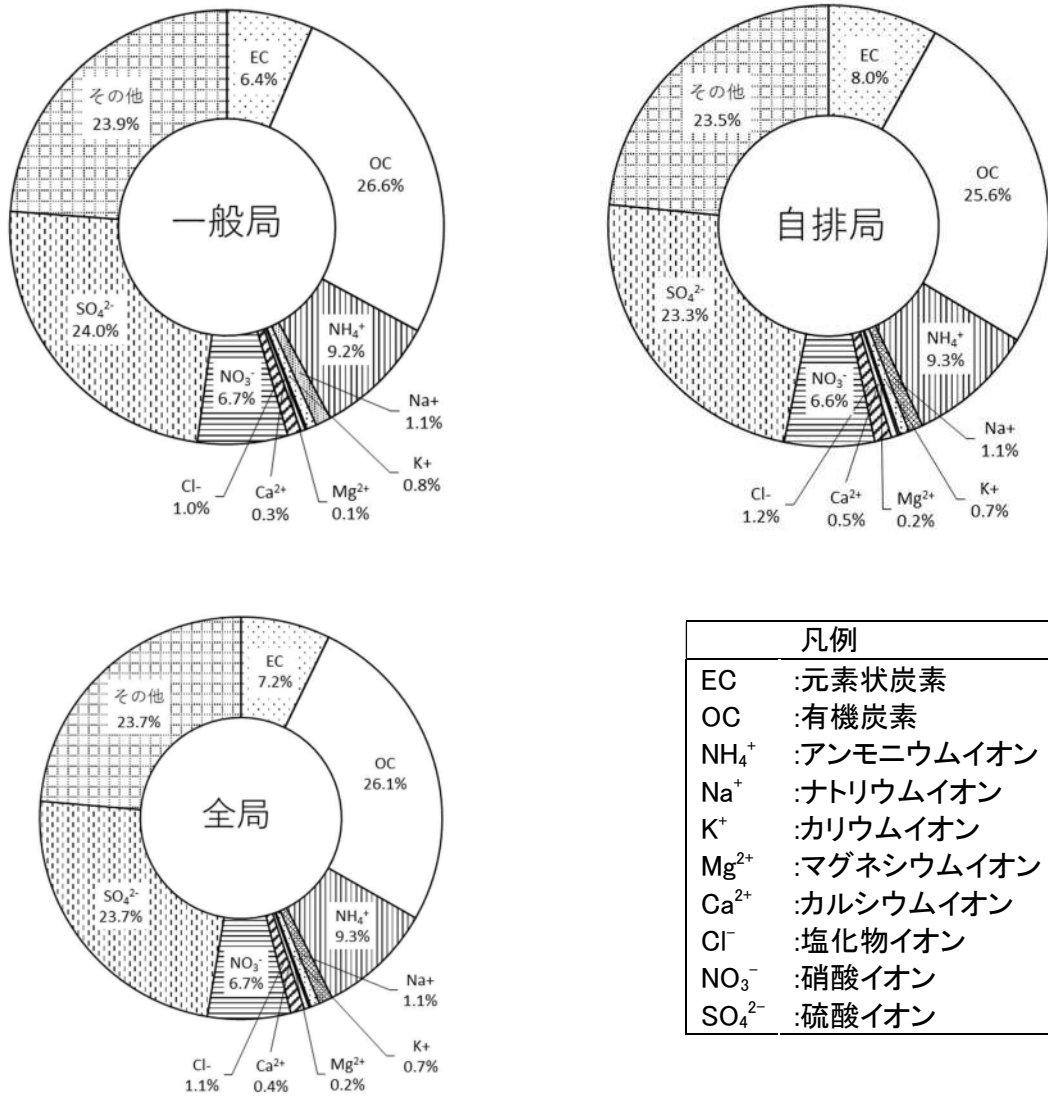 EC
6.4%
OC
26.6%
NH₄⁺
9.2%
Na+
1.1%
K+
0.8%
Mg²⁺
0.1%
Ca²⁺
0.3%
Cl-
1.0%
NO₃⁻
6.7%
SO₄²⁻
24.0%
その他
23.9%
一般局
EC
8.0%
OC
25.6%
NH₄⁺
9.3%
Na+
1.1%
K+
0.7%
Mg²⁺
0.2%
Ca²⁺
0.5%
Cl-
1.2%
NO₃⁻
6.6%
SO₄²⁻
23.3%
その他
23.5%
自排局
EC
7.2%
OC
26.1%
NH₄⁺
9.3%
Na+
1.1%
K+
0.7%
Mg²⁺
0.2%
Ca²⁺
0.4%
Cl-
1.1%
NO₃⁻
6.7%
SO₄²⁻
23.7%
その他
23.7%
全局
凡例
EC :元素状炭素
OC :有機炭素
NH₄⁺ :アンモニウムイオン
Na⁺ :ナトリウムイオン
K⁺ :カリウムイオン
Mg²⁺ :マグネシウムイオン
Ca²⁺ :カルシウムイオン
Cl⁻ :塩化物イオン
NO₃⁻ :硝酸イオン
SO₄²⁻ :硫酸イオン